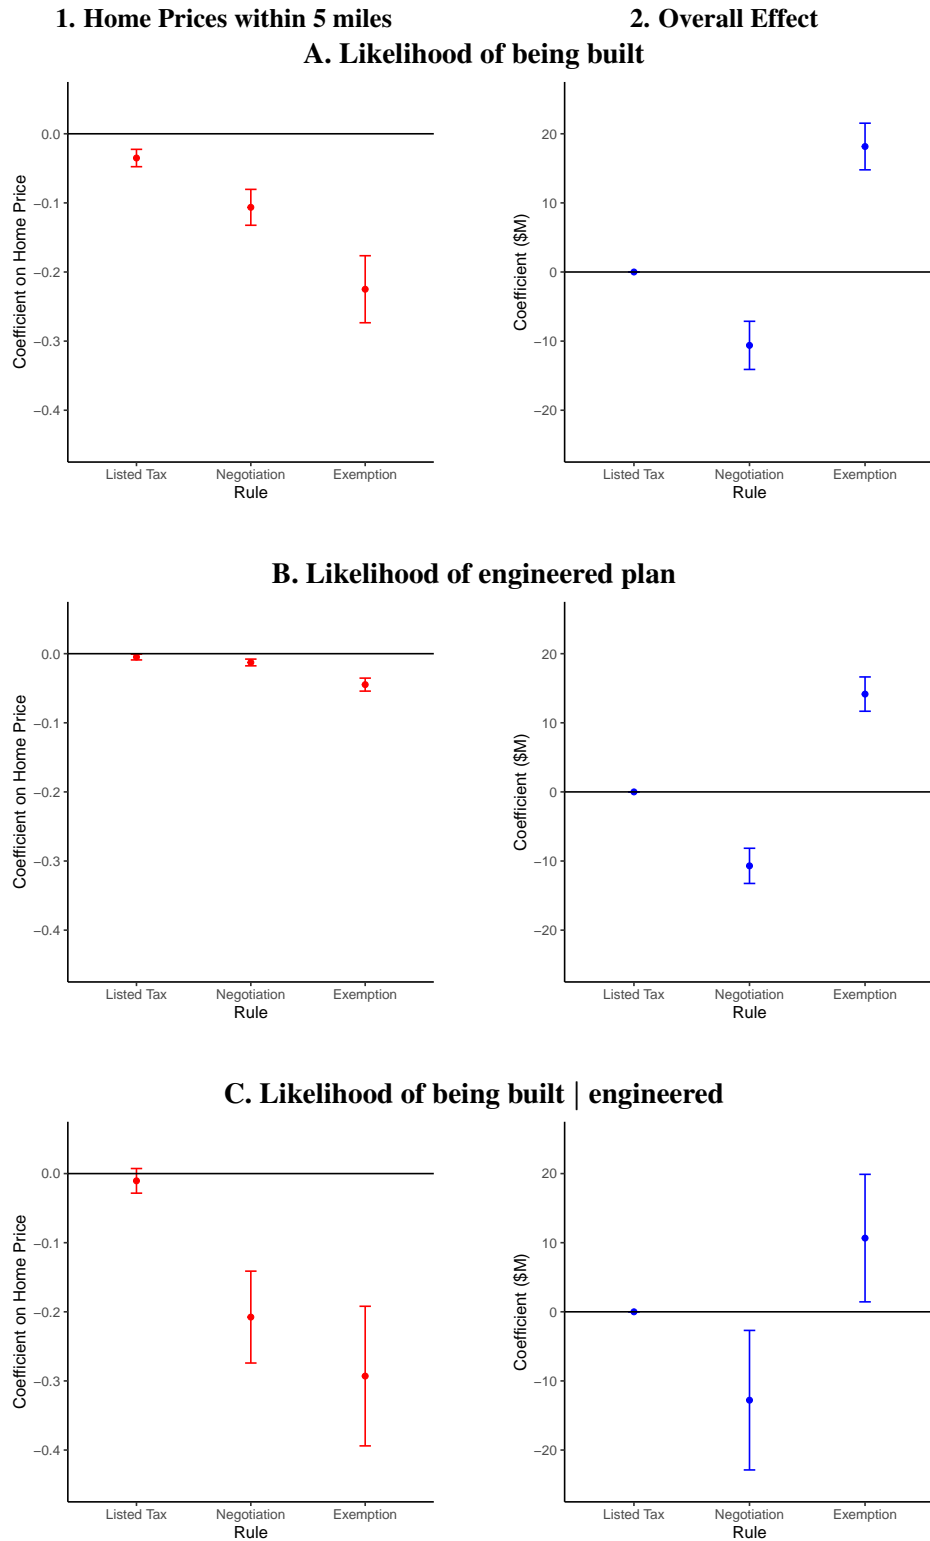 1. Home Prices within 5 miles 2. Overall Effect
A. Likelihood of being built
Coefficient on Home Price
0.0
−0.1
−0.2
−0.3
−0.4
Listed Tax Negotiation Exemption
Rule
Coefficient ($M)
20
10
0
−10
−20
Listed Tax Negotiation Exemption
Rule
B. Likelihood of engineered plan
Coefficient on Home Price
0.0
−0.1
−0.2
−0.3
−0.4
Listed Tax Negotiation Exemption
Rule
Coefficient ($M)
20
10
0
−10
−20
Listed Tax Negotiation Exemption
Rule
C. Likelihood of being built | engineered
Coefficient on Home Price
0.0
−0.1
−0.2
−0.3
−0.4
Listed Tax Negotiation Exemption
Rule
Coefficient ($M)
20
10
0
−10
−20
Listed Tax Negotiation Exemption
Rule